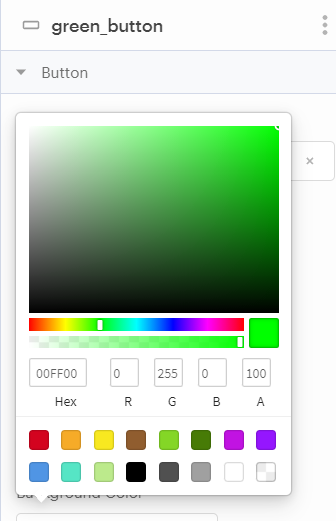 green_button
Button
×
00FF00 0 255 0 100
Hex R G B A
Background Color